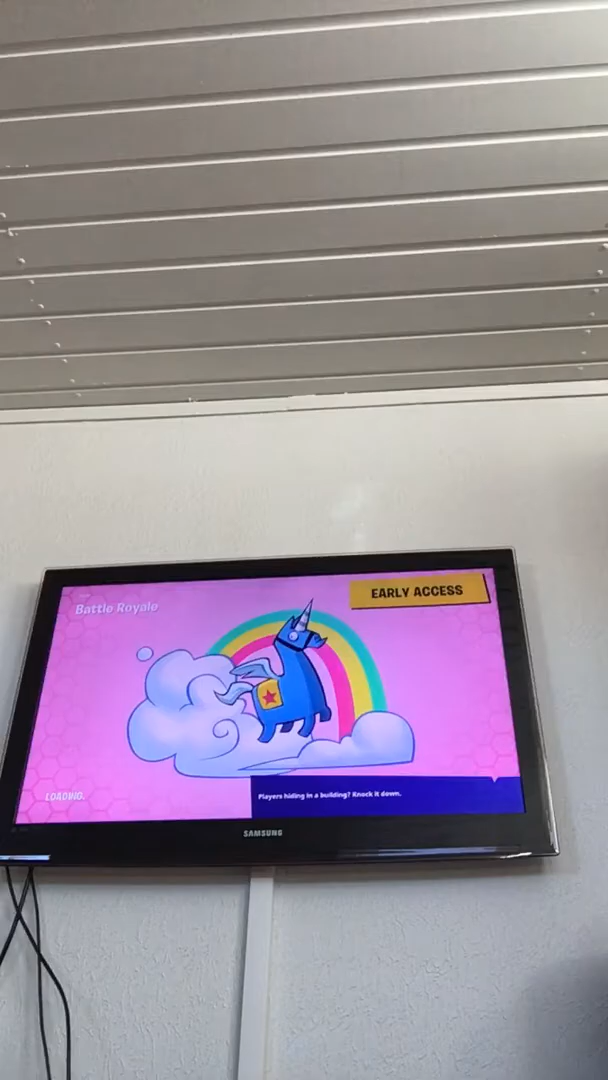 Battle Royale
EARLY ACCESS
LOADING.
Players hiding in a building? Knock it down.
SAMSUNG